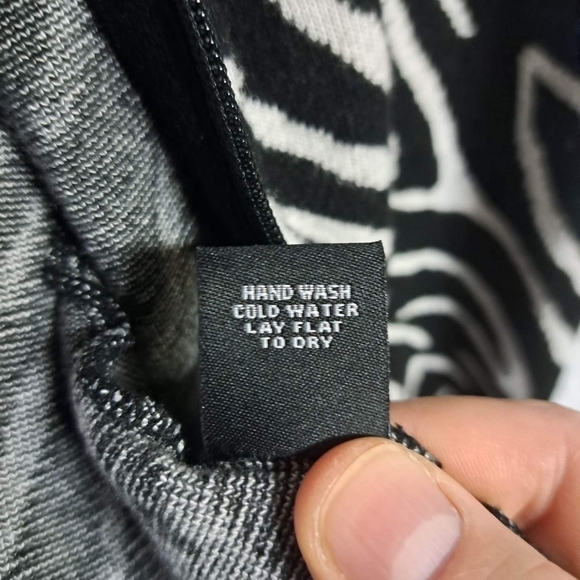 HAND WASH
COLD WATER
LAY FLAT
TO DRY